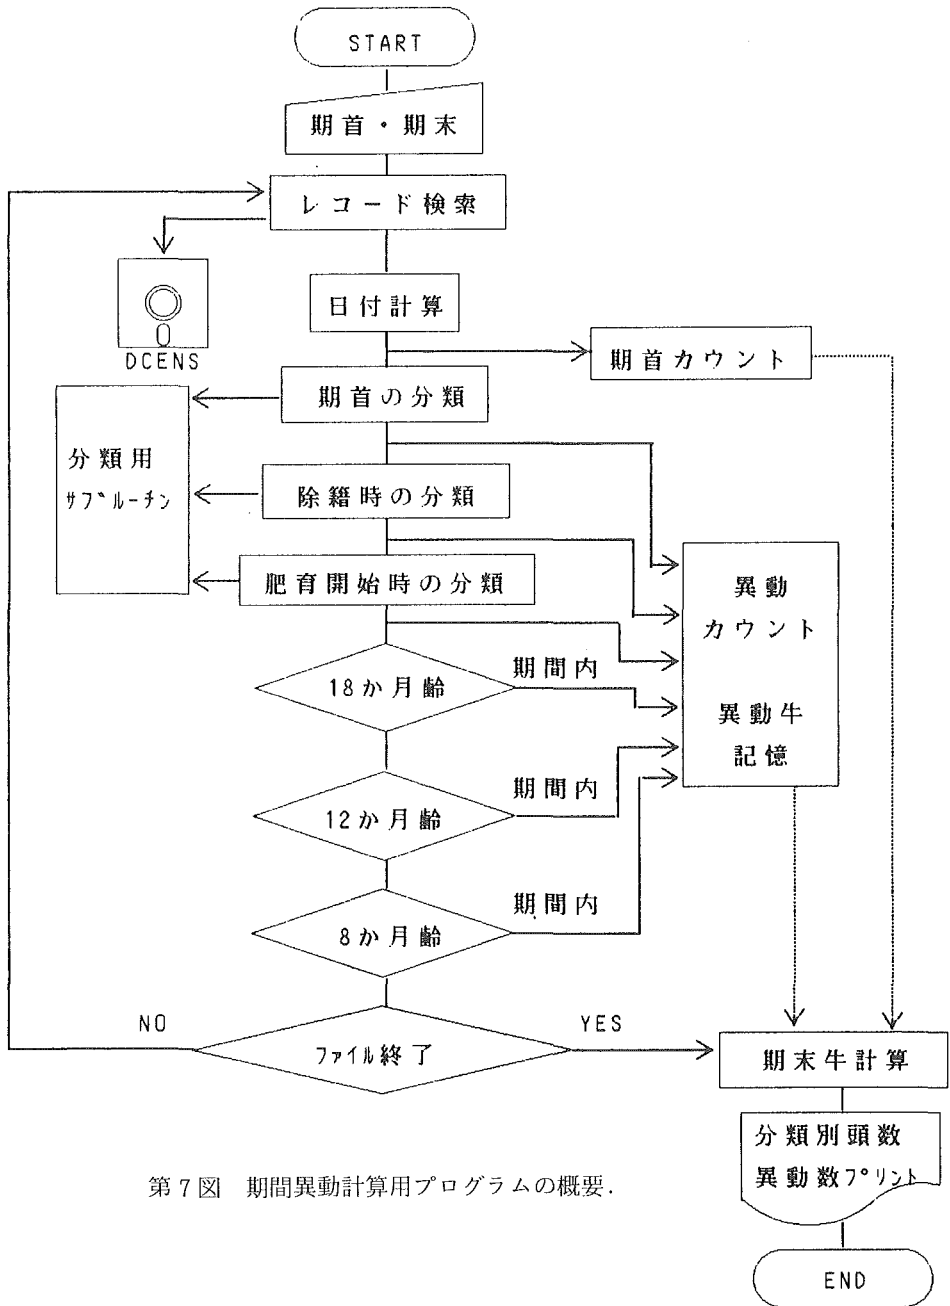 START
期首・期末
レコード検索
DCENS
日付計算
期首カウント
期首の分類
分類用
サブルーチン
除籍時の分類
肥育開始時の分類
異動
カウント
異動牛
記憶
18か月齢
期間内
12か月齢
期間内
8か月齢
期間内
NO
ファイル終了
YES
期末牛計算
分類別頭数
異動数プリント
END
第7図 期間異動計算用プログラムの概要.